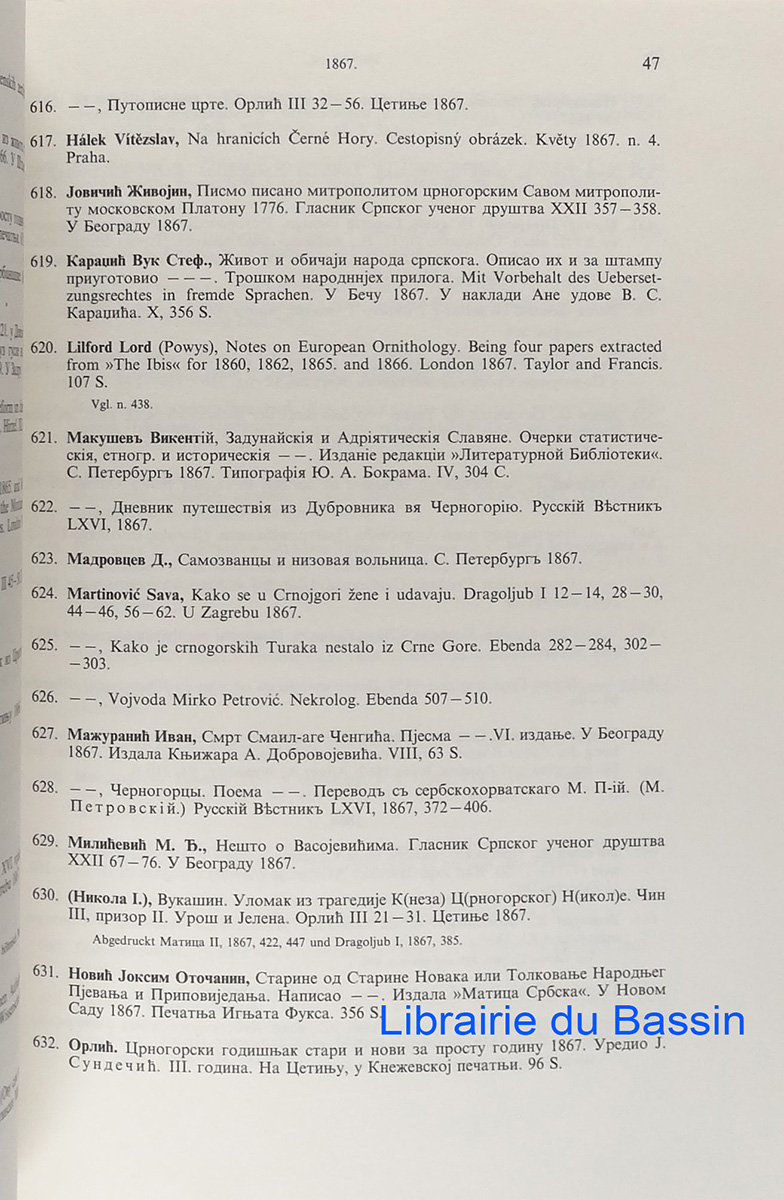 1867.
47
616. — —, Путописне црте. Орлић III 32—56. Цетиње 1867.
617. Hálek Vítězslav, Na hranicích Černé Hory. Cestopisný obrázek. Květy 1867. n. 4.
Praha.
618. Јовичић Живојин, Писмо писано митрополитом црногорским Савом митрополи-
ту московском Платону 1776. Гласник Српског ученог друштва XXII 357—358.
У Београду 1867.
619. Караџић Вук Стеф., Живот и обичаји народа српскога. Описао их и за штампу
приуготовио — — —. Трошком народннјех прилога. Mit Vorbehalt des Ueberset-
zungsrechtes in fremde Sprachen. У Бечу 1867. У наклади Ане удове В. С.
Караџића. X, 356 S.
620. Lilford Lord (Powys), Notes on European Ornithology. Being four papers extracted
from »The Ibis« for 1860, 1862, 1865. and 1866. London 1867. Taylor and Francis.
107 S.
Vgl. n. 438.
621. Макушевъ Викентій, Задунайскія и Адріятическія Славяне. Очерки статистиче-
скія, етногр. и историческія — —. Изданіе редакціи »Литературной Библіотеки«.
С. Петербургъ 1867. Типографія Ю. А. Бокрама. IV, 304 С.
622. — —, Дневник путешествія из Дубровника вя Черногорію. Русскій Вѣстникъ
LXVI, 1867.
623. Мадровцев Д., Самозванцы и низовая вольница. С. Петербургъ 1867.
624. Martinović Sava, Kako se u Crnojgori žene i udavaju. Dragoljub I 12—14, 28—30,
44—46, 56—62. U Zagrebu 1867.
625. — —, Kako je crnogorskih Turaka nestalo iz Crne Gore. Ebenda 282—284, 302—
—303.
626. — —, Vojvoda Mirko Petrović. Nekrolog. Ebenda 507—510.
627. Мажуранић Иван, Смрт Смаил-аге Ченгића. Пјесма — —.VI. издање. У Београду
1867. Издала Књижара А. Добровојевића. VIII, 63 S.
628. — —, Черногорцы. Поема — —. Переводъ съ сербскохорватскаго М. П-ій. (М.
Петровскій.) Русскій Вѣстникъ LXVI, 1867, 372—406.
629. Милићевић М. Ђ., Нешто о Васојевићима. Гласник Српског ученог друштва
XXII 67—76. У Београду 1867.
630. (Никола I.), Вукашин. Уломак из трагедије К(неза) Ц(рногорског) Н(икол)е. Чин
III, призор II. Урош и Јелена. Орлић III 21—31. Цетиње 1867.
Abgedruckt Матица II, 1867, 422, 447 und Dragoljub I, 1867, 385.
631. Новић Јоксим Оточанин, Старине од Старине Новака или Толковање Народњег
Пјевања и Приповиједања. Написао — —. Издала »Матица Србска«. У Новом
Саду 1867. Печатња Игњата Фукса. 356 S.
Librairie du Bassin
632. Орлић. Црногорски годишњак стари и нови за просту годину 1867. Уредио Ј.
Сундечић. III. година. На Цетињу, у Кнежевској печатњи. 96 S.